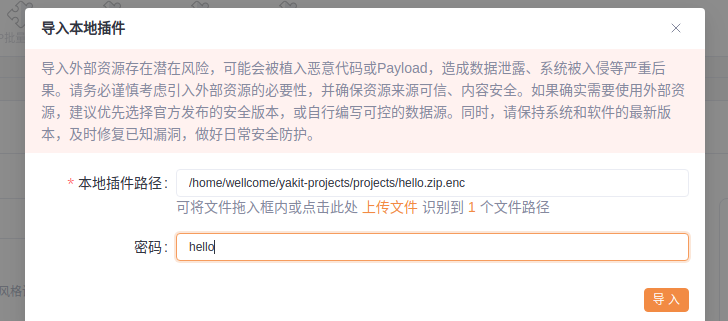 导入本地插件
导入外部资源存在潜在风险，可能会被植入恶意代码或Payload，造成数据泄露、系统被入侵等严重后
果。请务必谨慎考虑引入外部资源的必要性，并确保资源来源可信、内容安全。如果确实需要使用外部资
源，建议优先选择官方发布的安全版本，或自行编写可控的数据源。同时，请保持系统和软件的最新版
本，及时修复已知漏洞，做好日常安全防护。
* 本地插件路径： /home/wellcome/yakit-projects/projects/hello.zip.enc
可将文件拖入框内或点击此处 上传文件 识别到 1 个文件路径
密码： hello
导 入
风格